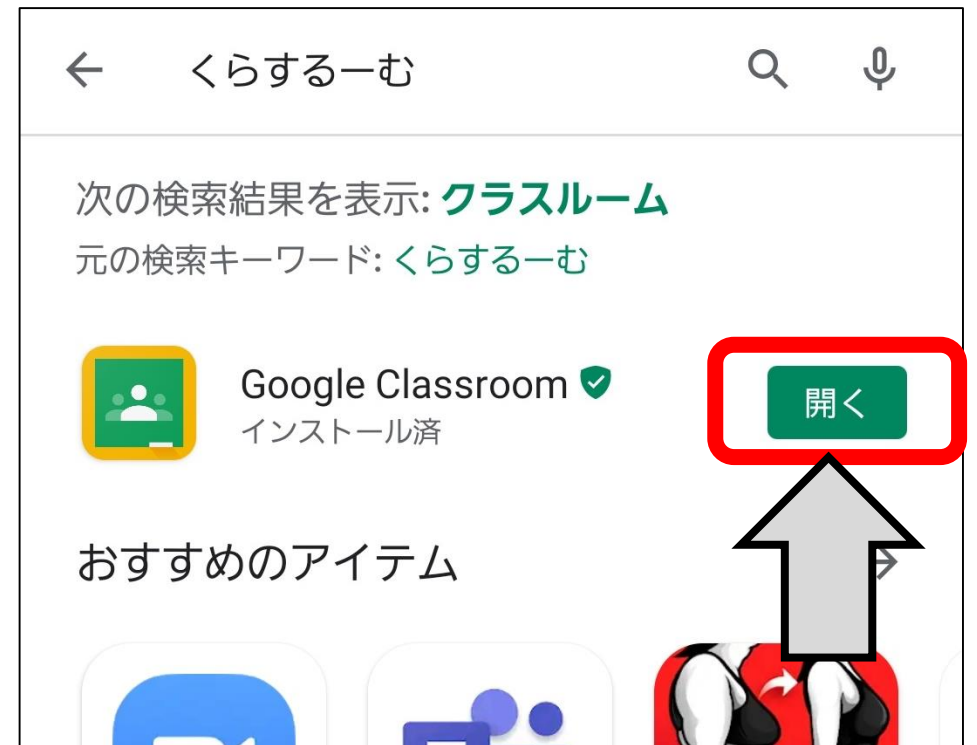 くらするーむ
次の検索結果を表示: クラスルーム
元の検索キーワード: くらするーむ
Google Classroom
開く
インストール済
おすすめのアイテム